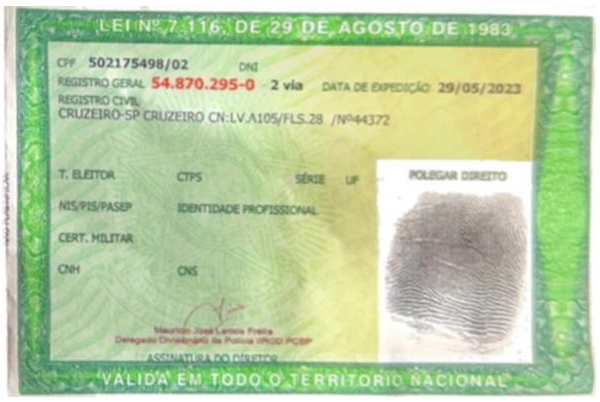 LEI Nº 7.116, DE 29 DE AGOSTO DE 1983
CPF 502175498/02 DNI
REGISTRO GERAL 54.870.295-0 2 via DATA DE EXPEDIÇÃO 29/05/2023
REGISTRO CIVIL
CRUZEIRO-SP CRUZEIRO CN:LV.A105/FLS.28 /Nº44372
T. ELEITOR CTPS SÉRIE UF POLEGAR DIREITO
NIS/PIS/PASEP IDENTIDADE PROFISSIONAL
CERT. MILITAR
CNH CNS
Mauricio José Lemos Freire
Delegado Divisionário de Polícia IIRGD PCSP
ASSINATURA DO DIRETOR
VÁLIDA EM TODO O TERRITÓRIO NACIONAL